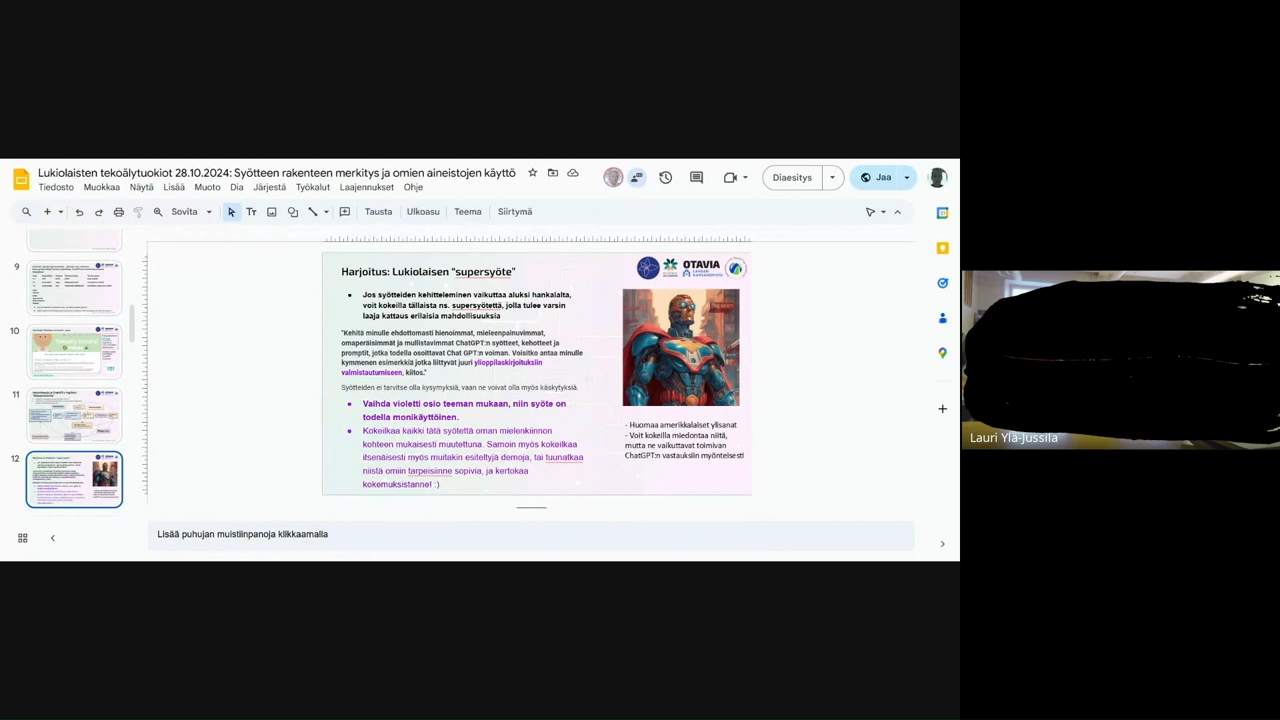 Lukiolaisten tekoälytuokiot 28.10.2024: Syötteen rakenteen merkitys ja omien aineistojen käyttö
Tiedosto Muokkaa Näytä Lisää Muoto Dia Järjestä Työkalut Laajennukset Ohje
Diaesitys
Jaa
Sovita
Tausta Ulkoasu Teema Siirtymä
9
10
11
12
Harjoitus: Lukiolaisen "supersyöte"
OTAVIA
● Jos syötteiden kehitteleminen vaikuttaa aluksi hankalalta,
voit kokeilla tällaista ns. supersyötettä, jolla tulee varsin
laaja kattaus erilaisia mahdollisuuksia
"Kehitä minulle ehdottomasti hienoimmat, mieleenpainuvimmat,
omaperäisimmät ja mullistavimmat ChatGPT:n syötteet, kehotteet ja
promptit, jotka todella osoittavat Chat GPT:n voiman. Voisitko antaa minulle
kymmenen esimerkkiä jotka liittyvät juuri ylioppilaskirjoituksiin
valmistautumiseen, kiitos."
Syötteiden ei tarvitse olla kysymyksiä, vaan ne voivat olla myös käskytyksiä.
● Vaihda violetti osio teeman mukaan, niin syöte on
todella monikäyttöinen.
● Kokeilkaa kaikki tätä syötettä oman mielenkiinnon
kohteen mukaisesti muutettuna. Samoin myös kokeilkaa
itsenäisesti myös muitakin esiteltyjä demoja, tai tuunatkaa
niistä omiin tarpeisiinne sopivia, ja kertokaa
kokemuksistanne! :)
- Huomaa amerikkalaiset ylisanat
- Voit kokeilla miedontaa niitä,
mutta ne vaikuttavat toimivan
ChatGPT:n vastauksiin myönteisesti
Lisää puhujan muistiinpanoja klikkaamalla
Lauri Ylä-Jussila